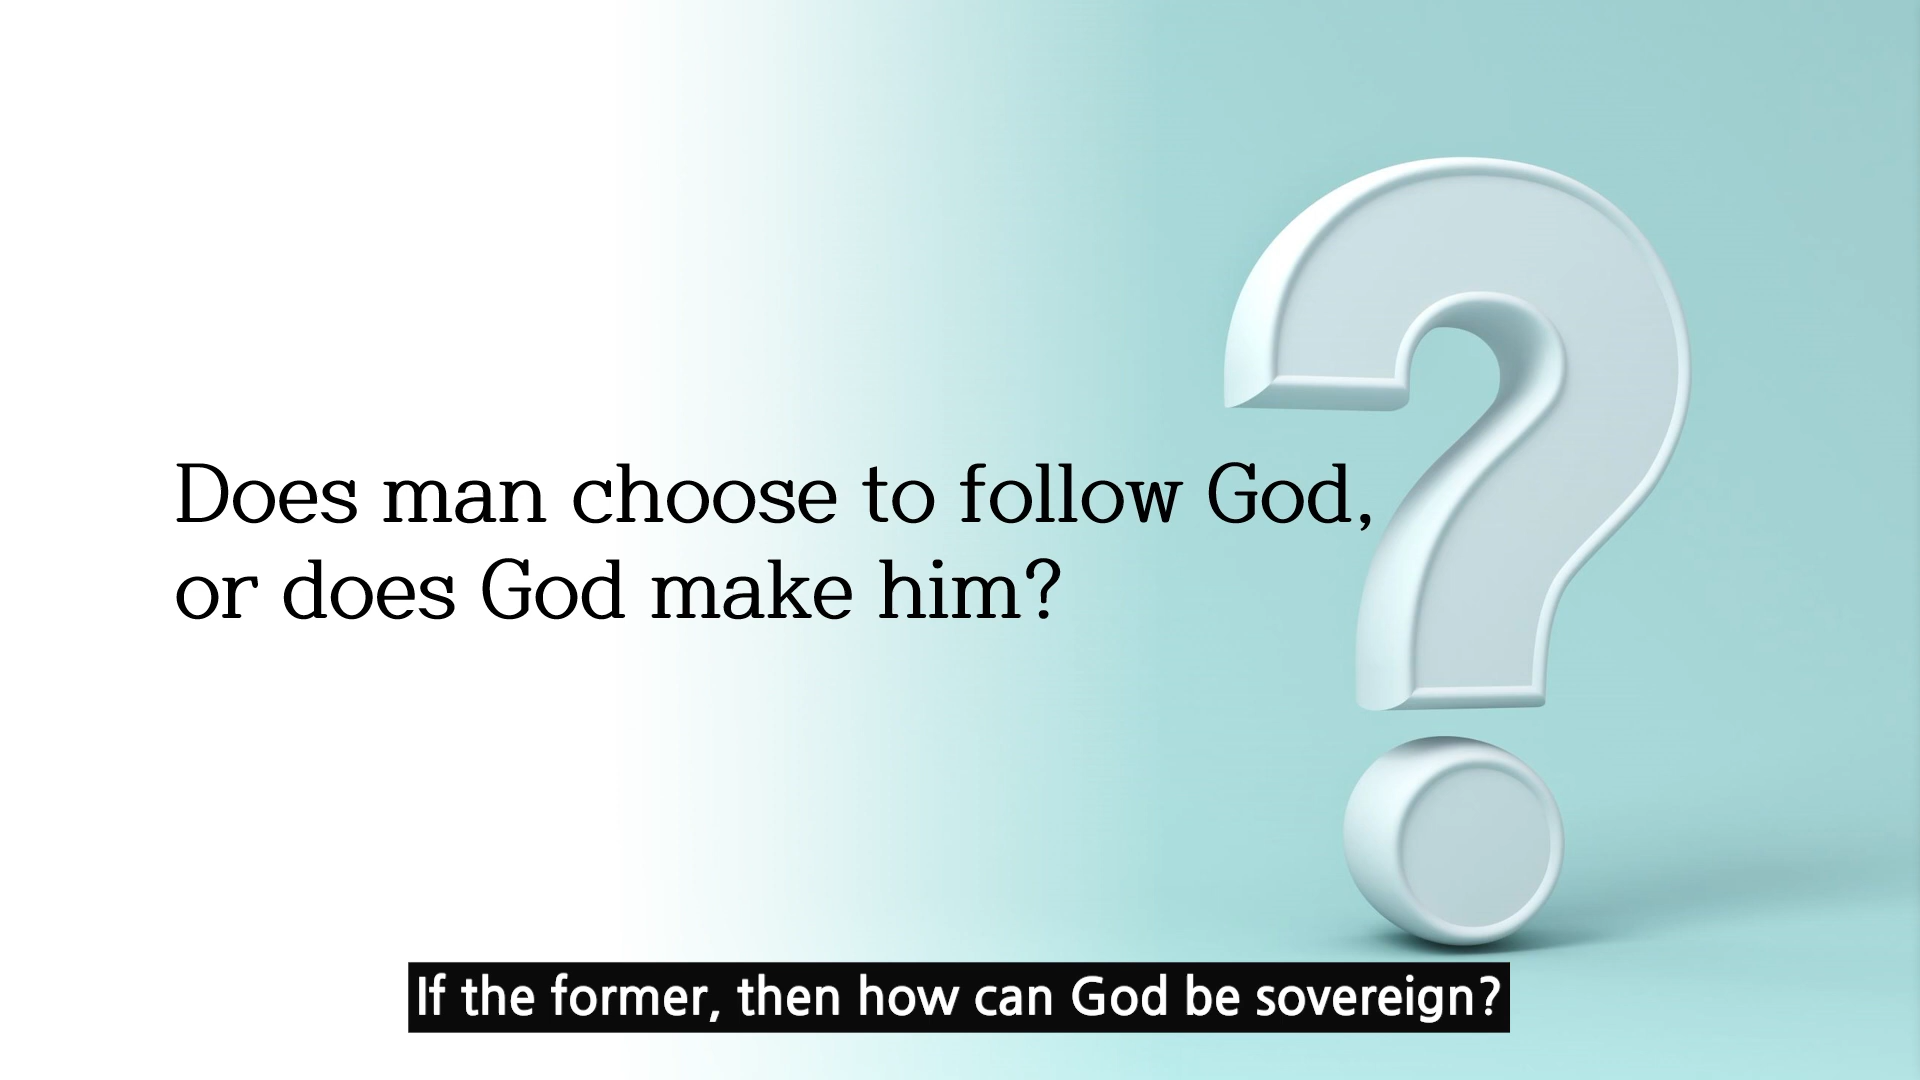 Does man choose to follow God,
or does God make him?
If the former, then how can God be sovereign?